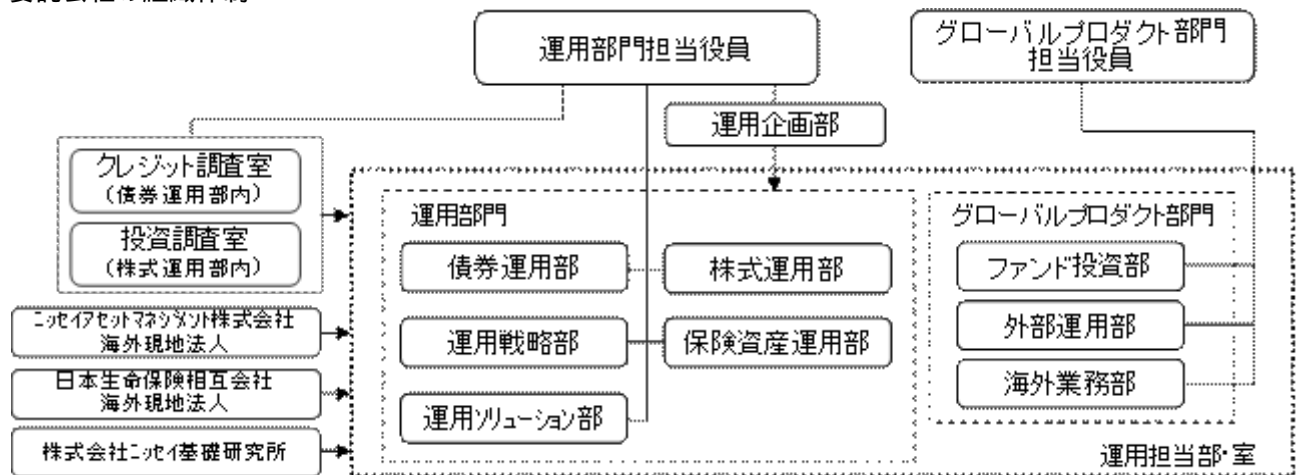 運用部門担当役員
グローバルプロダクト部門
担当役員
運用企画部
クレジット調査室
(債券運用部内)
投資調査室
(株式運用部内)
ニッセイアセットマネジメント株式会社
海外現地法人
日本生命保険相互会社
海外現地法人
株式会社ニッセイ基礎研究所
運用部門
債券運用部
株式運用部
運用戦略部
保険資産運用部
運用ソリューション部
グローバルプロダクト部門
ファンド投資部
外部運用部
海外業務部
運用担当部・室